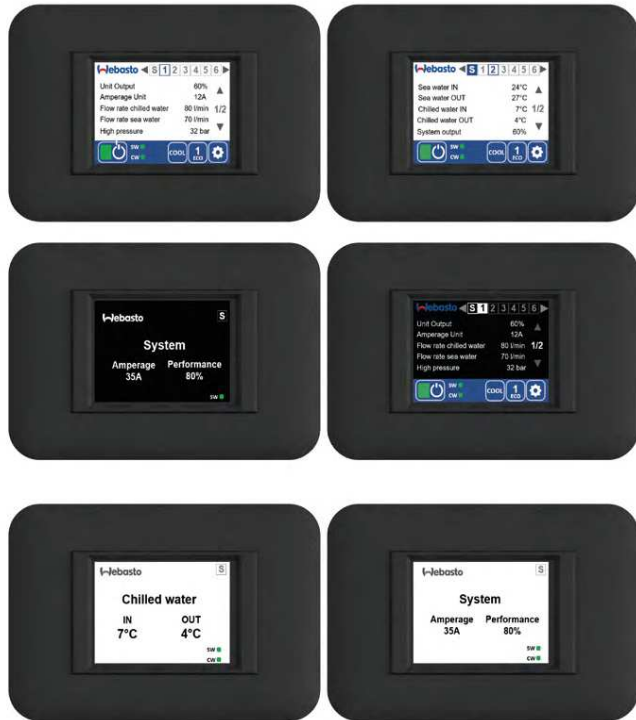 Webasto ◀ S 1 2 3 4 5 6 ▶
Unit Output 60%
Amperage Unit 12A
Flow rate chilled water 80 l/min 1/2
Flow rate sea water 70 l/min
High pressure 32 bar
SW
CW
COOL
1
ECO
Webasto ◀ S 1 2 3 4 5 6 ▶
Sea water IN 24°C
Sea water OUT 27°C
Chilled water IN 7°C 1/2
Chilled water OUT 4°C
System output 60%
SW
CW
COOL
1
ECO
Webasto S
System
Amperage Performance
35A 80%
SW
Webasto ◀ S 1 2 3 4 5 6 ▶
Unit Output 60%
Amperage Unit 12A
Flow rate chilled water 80 l/min 1/2
Flow rate sea water 70 l/min
High pressure 32 bar
SW
CW
COOL
1
ECO
Webasto S
Chilled water
IN OUT
7°C 4°C
SW
CW
Webasto S
System
Amperage Performance
35A 80%
SW
CW